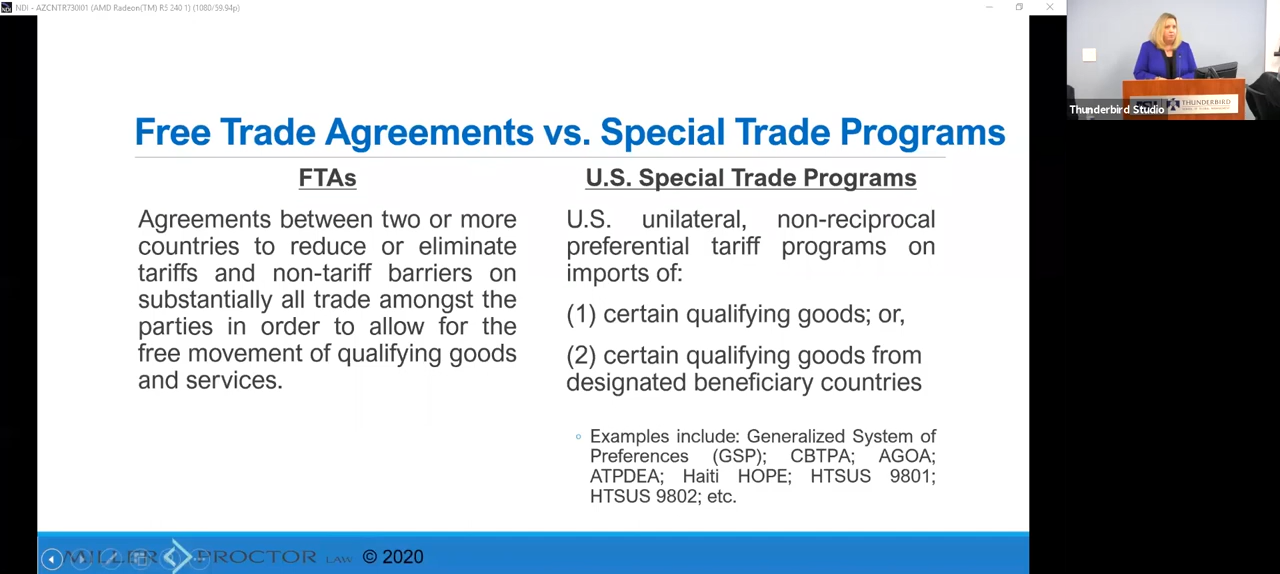 NDI - AZCNTR730I01 (AMD Radeon(TM) R5 240 1) (1080/59.94p)
Free Trade Agreements vs. Special Trade Programs
FTAs
Agreements between two or more
countries to reduce or eliminate
tariffs and non-tariff barriers on
substantially all trade amongst the
parties in order to allow for the
free movement of qualifying goods
and services.
U.S. Special Trade Programs
U.S. unilateral, non-reciprocal
preferential tariff programs on
imports of:
(1) certain qualifying goods; or,
(2) certain qualifying goods from
designated beneficiary countries
Examples include: Generalized System of
Preferences (GSP); CBTPA; AGOA;
ATPDEA; Haiti HOPE; HTSUS 9801;
HTSUS 9802; etc.
MILLER PROCTOR LAW © 2020
THUNDERBIRD
Thunderbird Studio